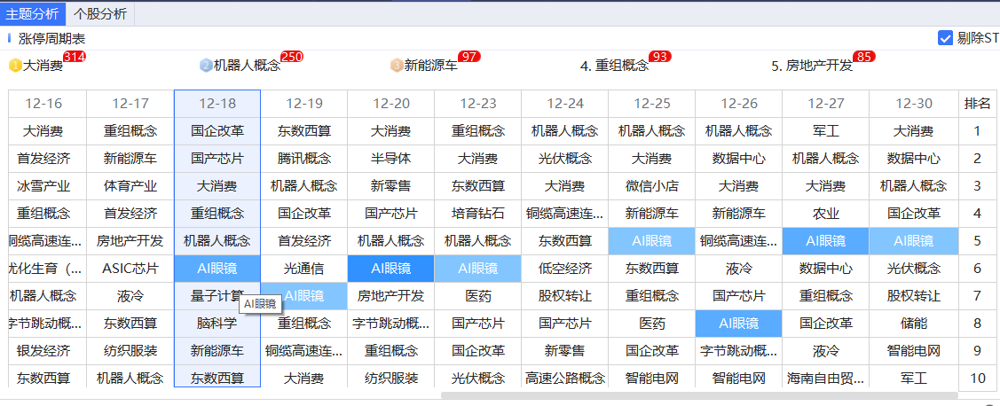 主题分析 个股分析
涨停周期表 剔除ST
1 大消费 314 2 机器人概念 250 3 新能源车 97 4. 重组概念 93 5. 房地产开发 85
12-16 12-17 12-18 12-19 12-20 12-23 12-24 12-25 12-26 12-27 12-30 排名
大消费 重组概念 国企改革 东数西算 大消费 重组概念 机器人概念 机器人概念 机器人概念 军工 大消费 1
首发经济 新能源车 国产芯片 腾讯概念 半导体 大消费 光伏概念 大消费 数据中心 机器人概念 数据中心 2
冰雪产业 体育产业 大消费 机器人概念 新零售 东数西算 大消费 微信小店 大消费 大消费 机器人概念 3
重组概念 首发经济 重组概念 国企改革 国产芯片 培育钻石 铜缆高速连... 新能源车 新能源车 农业 国企改革 4
铜缆高速连... 房地产开发 机器人概念 首发经济 机器人概念 机器人概念 东数西算 AI眼镜 铜缆高速连... AI眼镜 AI眼镜 5
优化生育（... ASIC芯片 AI眼镜 光通信 AI眼镜 AI眼镜 低空经济 东数西算 液冷 数据中心 光伏概念 6
机器人概念 液冷 量子计算 AI眼镜 房地产开发 医药 股权转让 重组概念 国产芯片 重组概念 股权转让 7
AI眼镜
字节跳动概... 东数西算 脑科学 重组概念 字节跳动概... 国产芯片 国产芯片 医药 AI眼镜 国企改革 储能 8
银发经济 纺织服装 新能源车 铜缆高速连... 重组概念 国企改革 新零售 国企改革 字节跳动概... 液冷 智能电网 9
东数西算 机器人概念 东数西算 大消费 纺织服装 光伏概念 高速公路概念 智能电网 智能电网 海南自由贸... 军工 10